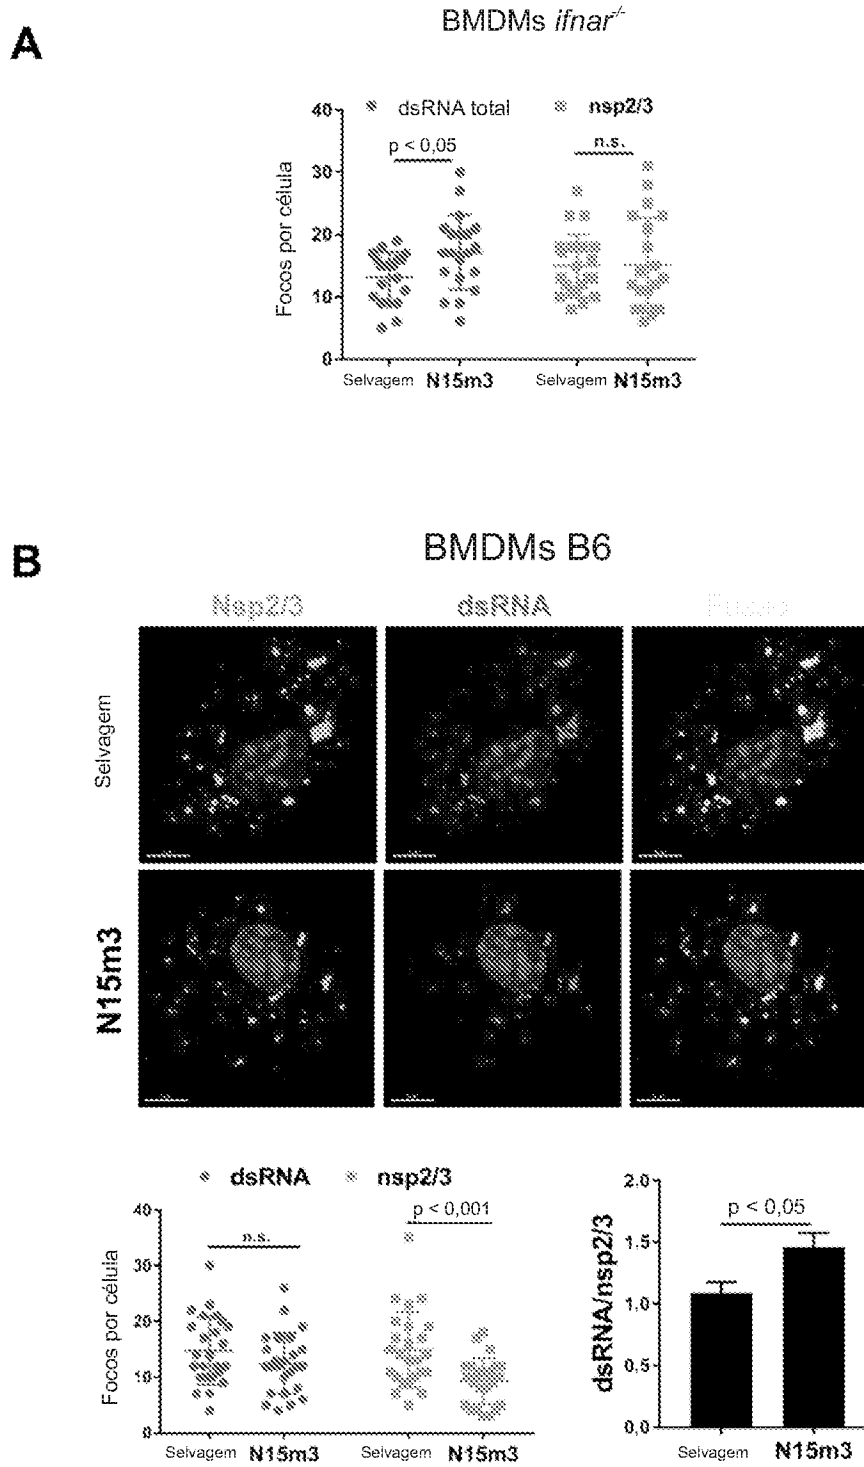 BMDMs ifnar-/-
A
40
dsRNA total
nsp2/3
p < 0,05
n.s.
30
20
10
0
Focos por célula
Selvagem
N15m3
Selvagem
N15m3
B
BMDMs B6
Nsp2/3
dsRNA
Fusão
Selvagem
N15m3
dsRNA
nsp2/3
40
n.s.
p < 0,001
30
20
10
0
Focos por célula
Selvagem
N15m3
Selvagem
N15m3
2.0
p < 0,05
1.5
1.0
0.5
0,0
dsRNA/nsp2/3
Selvagem
N15m3